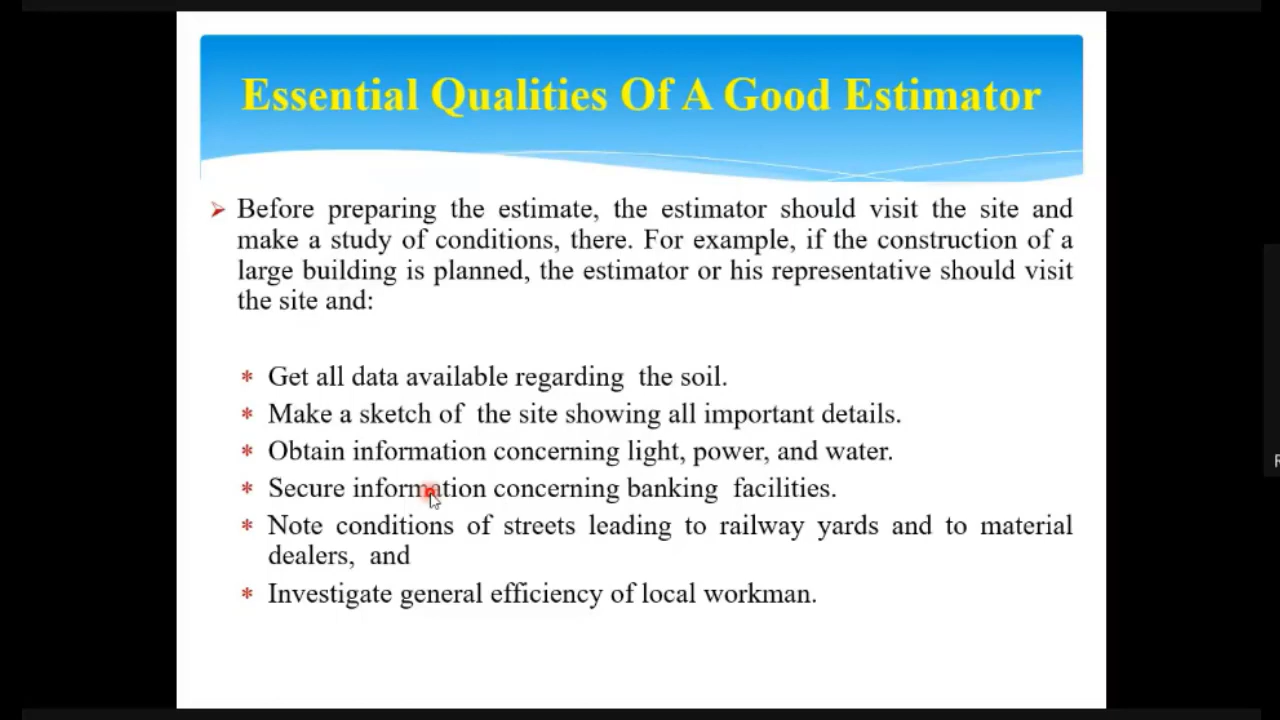 Essential Qualities Of A Good Estimator
Before preparing the estimate, the estimator should visit the site and
make a study of conditions, there. For example, if the construction of a
large building is planned, the estimator or his representative should visit
the site and:
Get all data available regarding the soil.
Make a sketch of the site showing all important details.
Obtain information concerning light, power, and water.
Secure information concerning banking facilities.
Note conditions of streets leading to railway yards and to material
dealers, and
Investigate general efficiency of local workman.